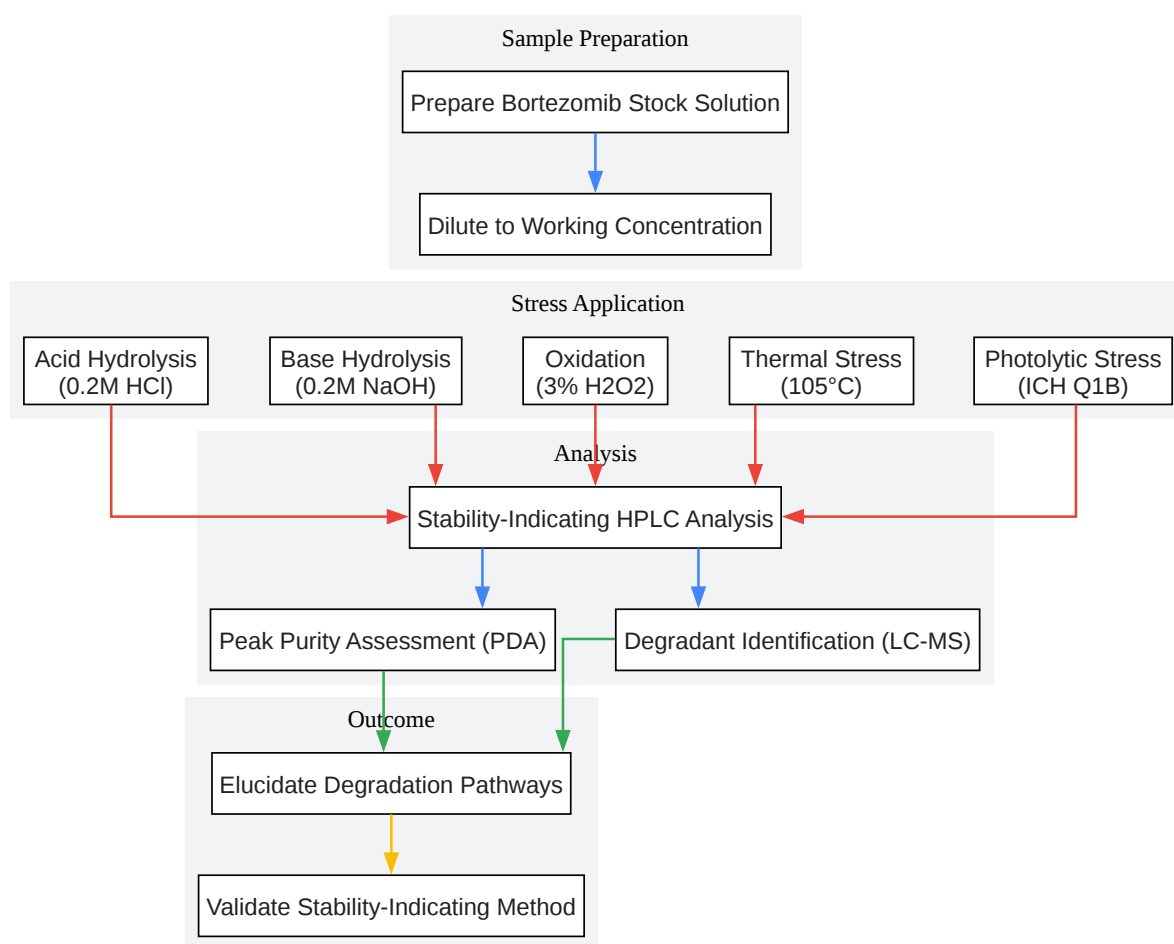 Sample Preparation
Prepare Bortezomib Stock Solution
Dilute to Working Concentration
Stress Application
Acid Hydrolysis
(0.2M HCl)
Base Hydrolysis
(0.2M NaOH)
Oxidation
(3% H2O2)
Thermal Stress
(105°C)
Photolytic Stress
(ICH Q1B)
Analysis
Stability-Indicating HPLC Analysis
Peak Purity Assessment (PDA)
Degradant Identification (LC-MS)
Outcome
Elucidate Degradation Pathways
Validate Stability-Indicating Method